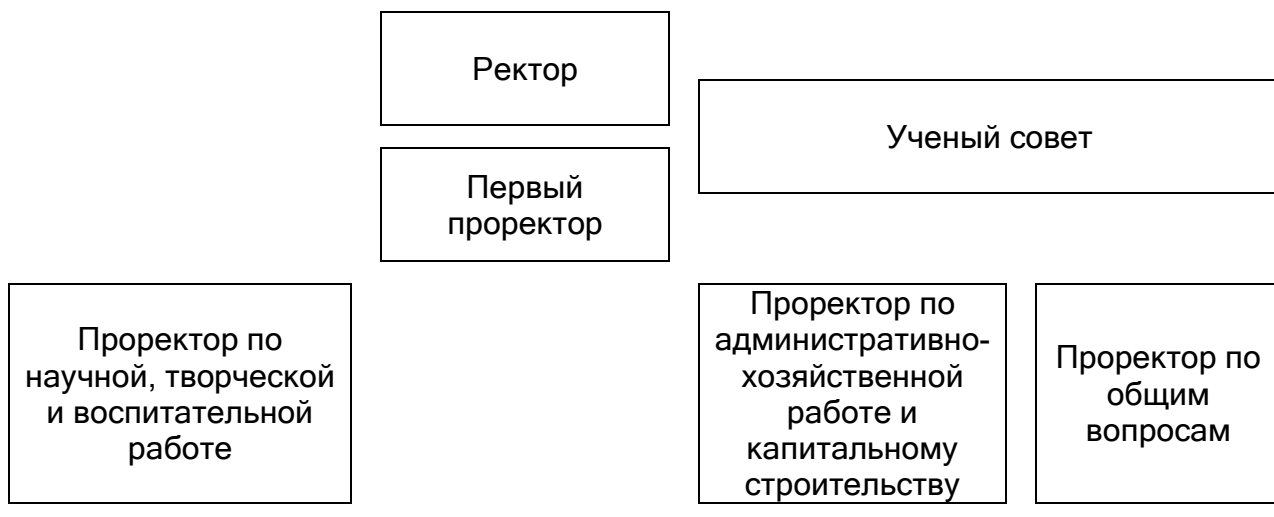 Ректор
Ученый совет
Первый
проректор
Проректор по
научной, творческой
и воспитательной
работе
Проректор по
административно-
хозяйственной
работе и
капитальному
строительству
Проректор по
общим
вопросам